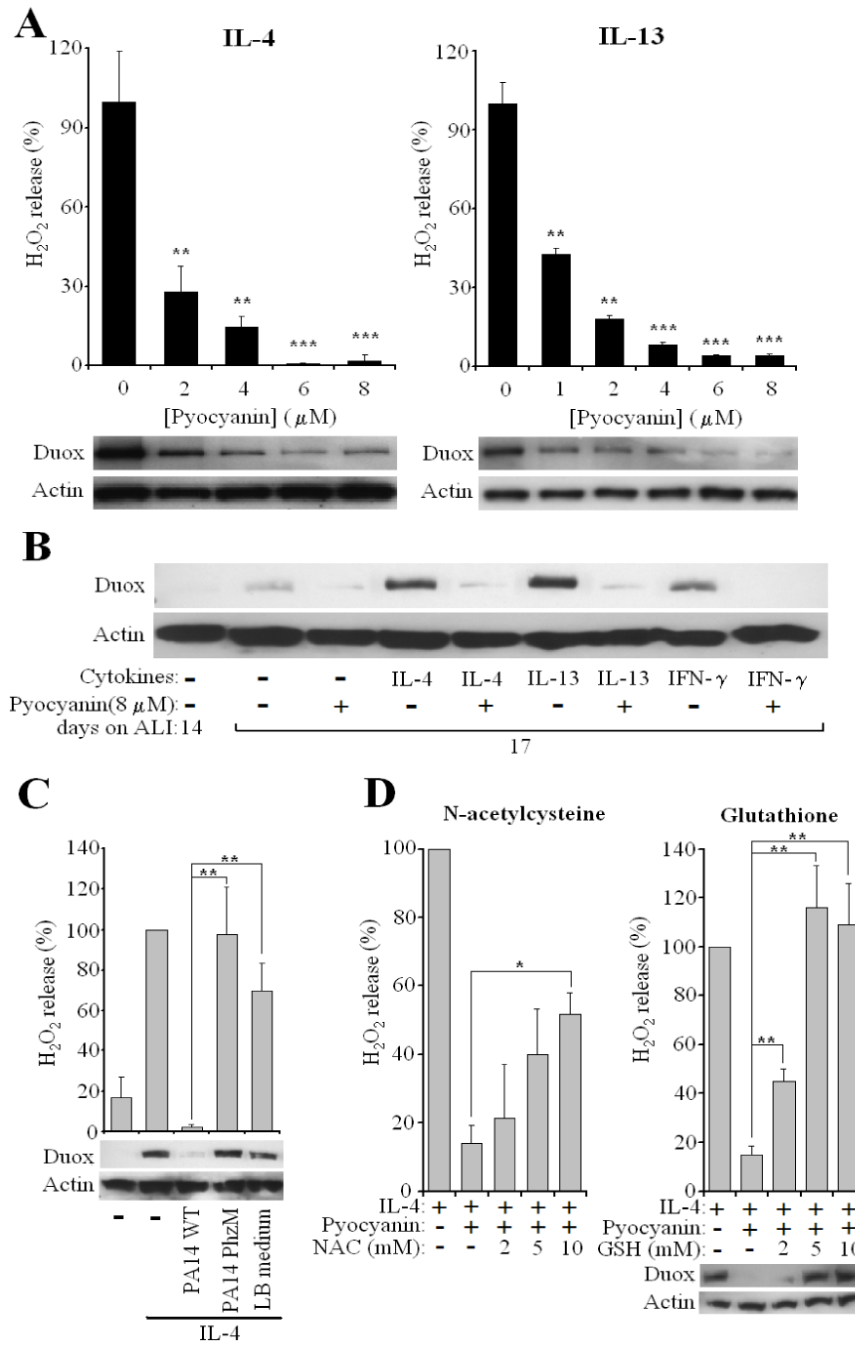 A
IL-4
IL-13
H₂O₂ release (%)
120
90
60
30
0
**
**
***
***
0 2 4 6 8
[Pyocyanin] (μM)
Duox
Actin
H₂O₂ release (%)
120
90
60
30
0
**
**
***
***
***
0 1 2 4 6 8
[Pyocyanin] (μM)
Duox
Actin
B
Duox
Actin
Cytokines: - - - IL-4 IL-4 IL-13 IL-13 IFN-γ IFN-γ
Pyocyanin(8 μM): - - + - + - + - +
days on ALI: 14
17
C
H₂O₂ release (%)
140
120
100
80
60
40
20
0
**
**
Duox
Actin
- - PA14 WT PA14 PhzM LB medium
IL-4
D
N-acetylcysteine
H₂O₂ release (%)
100
80
60
40
20
0
*
IL-4: + + + + +
Pyocyanin: - + + + +
NAC (mM): - - 2 5 10
Glutathione
H₂O₂ release (%)
140
120
100
80
60
40
20
0
**
**
**
IL-4: + + + + +
Pyocyanin: - + + + +
GSH (mM): - - 2 5 10
Duox
Actin